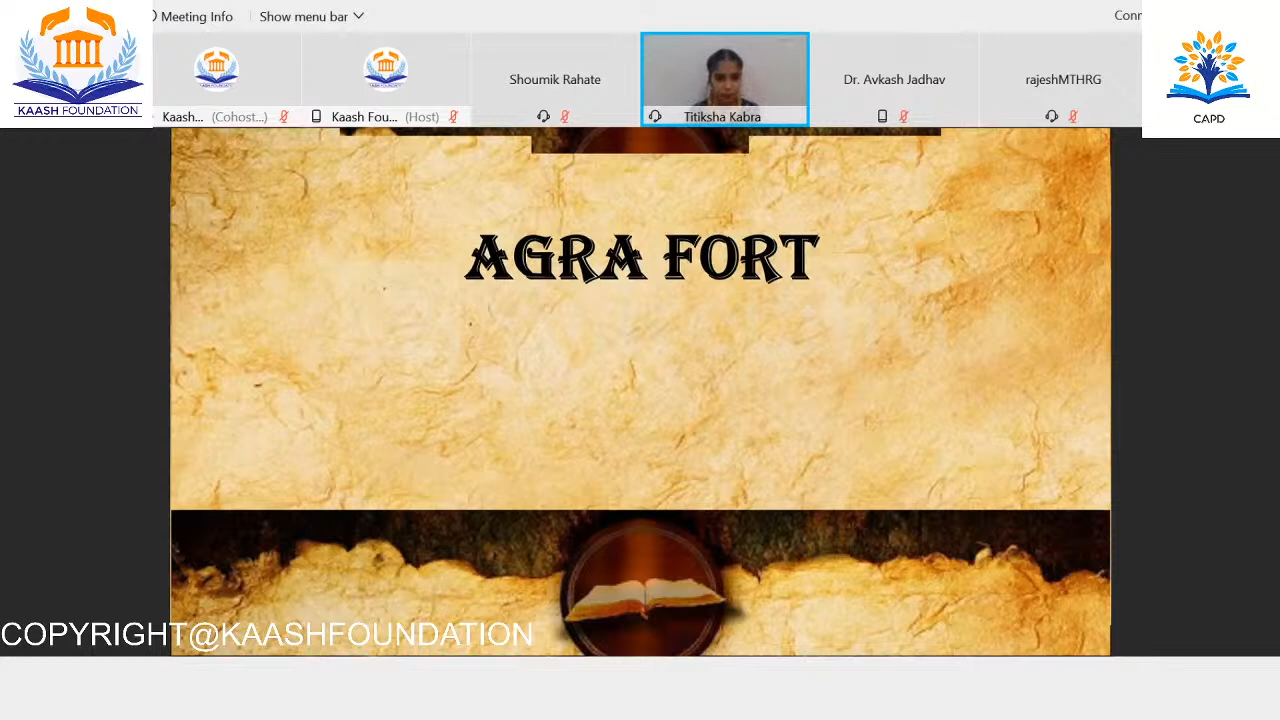 Meeting Info
Show menu bar
KAASH FOUNDATION
Kaash... (Cohost...)
Kaash Fou... (Host)
Shoumik Rahate
Titiksha Kabra
Dr. Avkash Jadhav
rajeshMTHRG
Conn
CAPD
AGRA FORT
COPYRIGHT@KAASHFOUNDATION